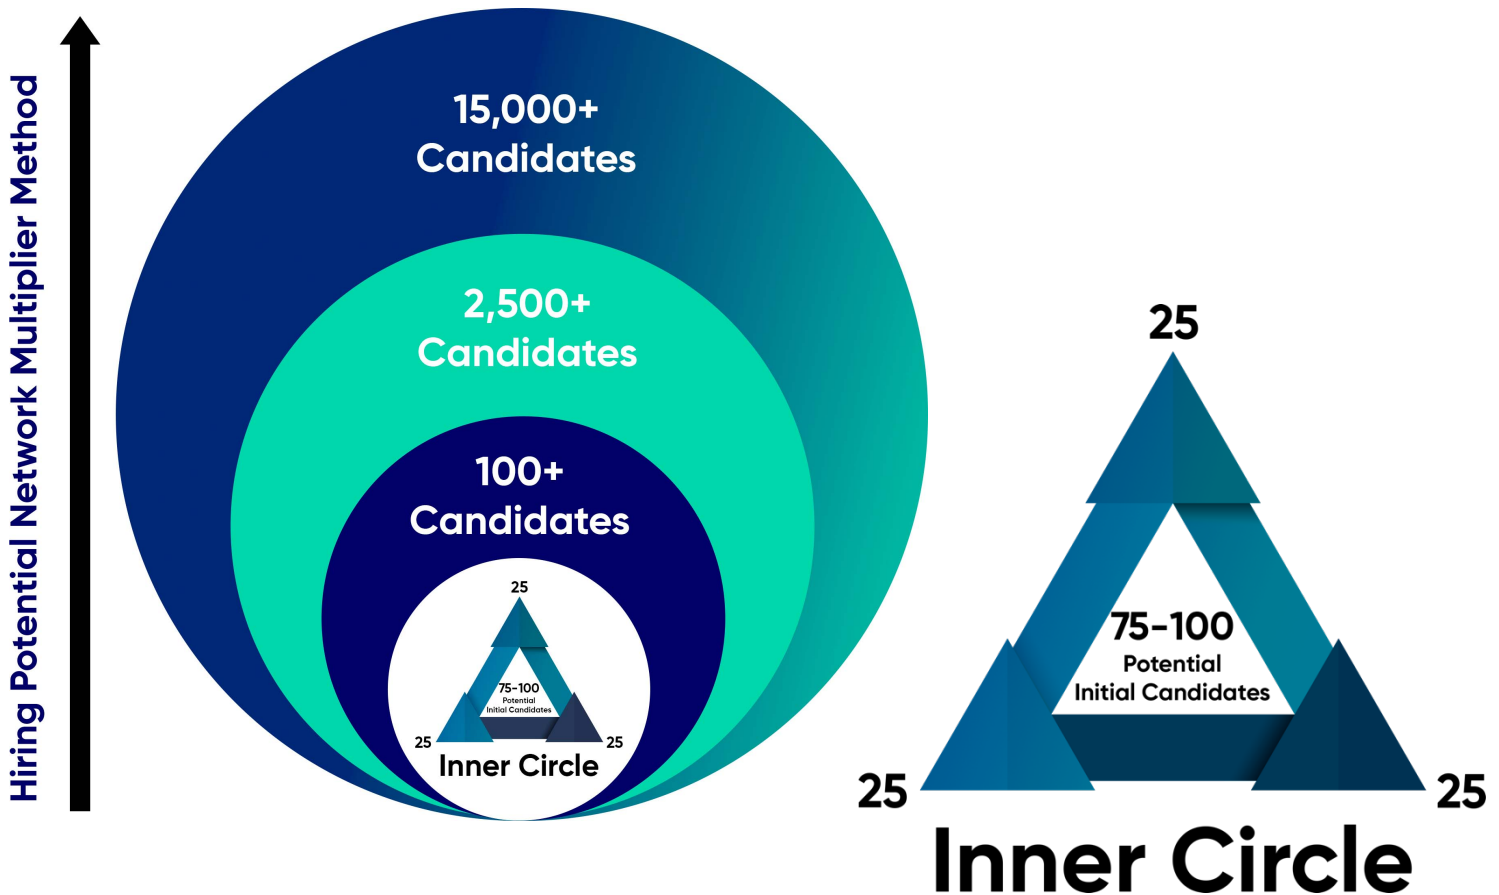 Hiring Potential Network Multiplier Method
15,000+
Candidates
2,500+
Candidates
100+
Candidates
25
75-100
Potential
Initial Candidates
25
25
Inner Circle
25
75-100
Potential
Initial Candidates
25
25
Inner Circle